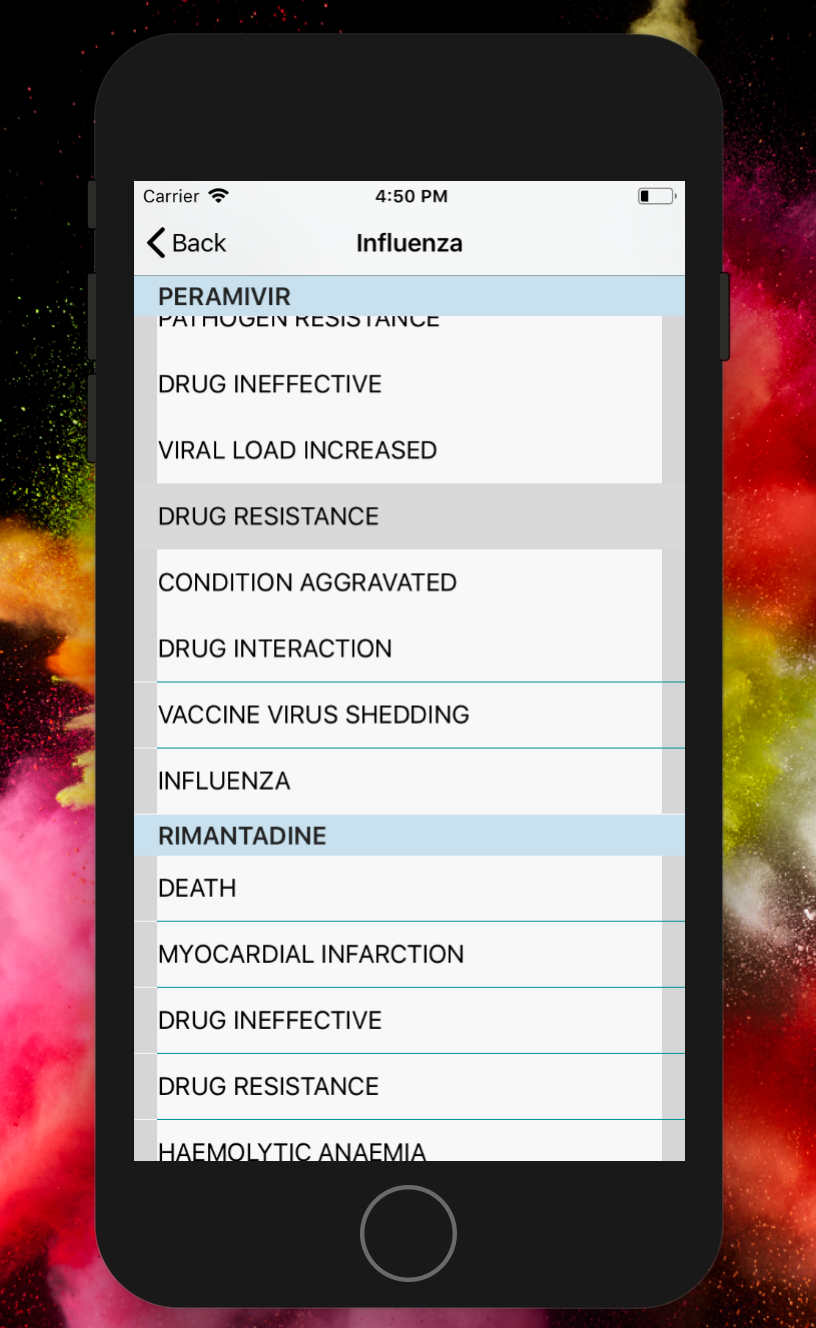 Carrier
4:50 PM
Back
Influenza
PERAMIVIR
PATHOGEN RESISTANCE
DRUG INEFFECTIVE
VIRAL LOAD INCREASED
DRUG RESISTANCE
CONDITION AGGRAVATED
DRUG INTERACTION
VACCINE VIRUS SHEDDING
INFLUENZA
RIMANTADINE
DEATH
MYOCARDIAL INFARCTION
DRUG INEFFECTIVE
DRUG RESISTANCE
HAEMOLYTIC ANAEMIA